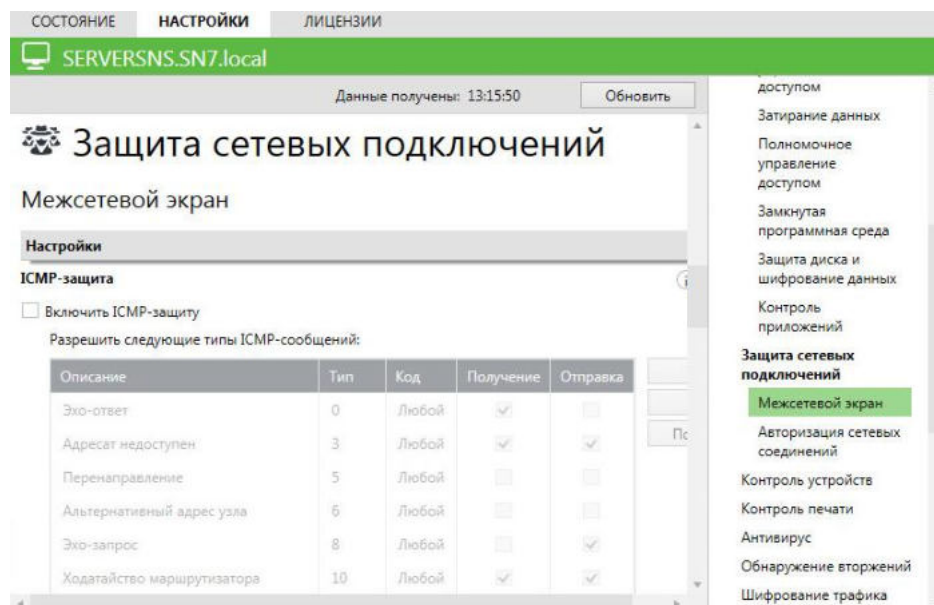 СОСТОЯНИЕ НАСТРОЙКИ ЛИЦЕНЗИИ
SERVERSNS.SN7.local
Данные получены: 13:15:50 Обновить
Защита сетевых подключений
Межсетевой экран
Настройки
ICMP-защита
Включить ICMP-защиту
Разрешить следующие типы ICMP-сообщений:
Описание Тип Код Получение Отправка
Эхо-ответ 0 Любой
Адресат недоступен 3 Любой
Перенаправление 5 Любой
Альтернативный адрес узла 6 Любой
Эхо-запрос 8 Любой
Ходатайство маршрутизатора 10 Любой
доступом
Затирание данных
Полномочное
управление
доступом
Замкнутая
программная среда
Защита диска и
шифрование данных
Контроль
приложений
Защита сетевых
подключений
Межсетевой экран
Авторизация сетевых
соединений
Контроль устройств
Контроль печати
Антивирус
Обнаружение вторжений
Шифрование трафика